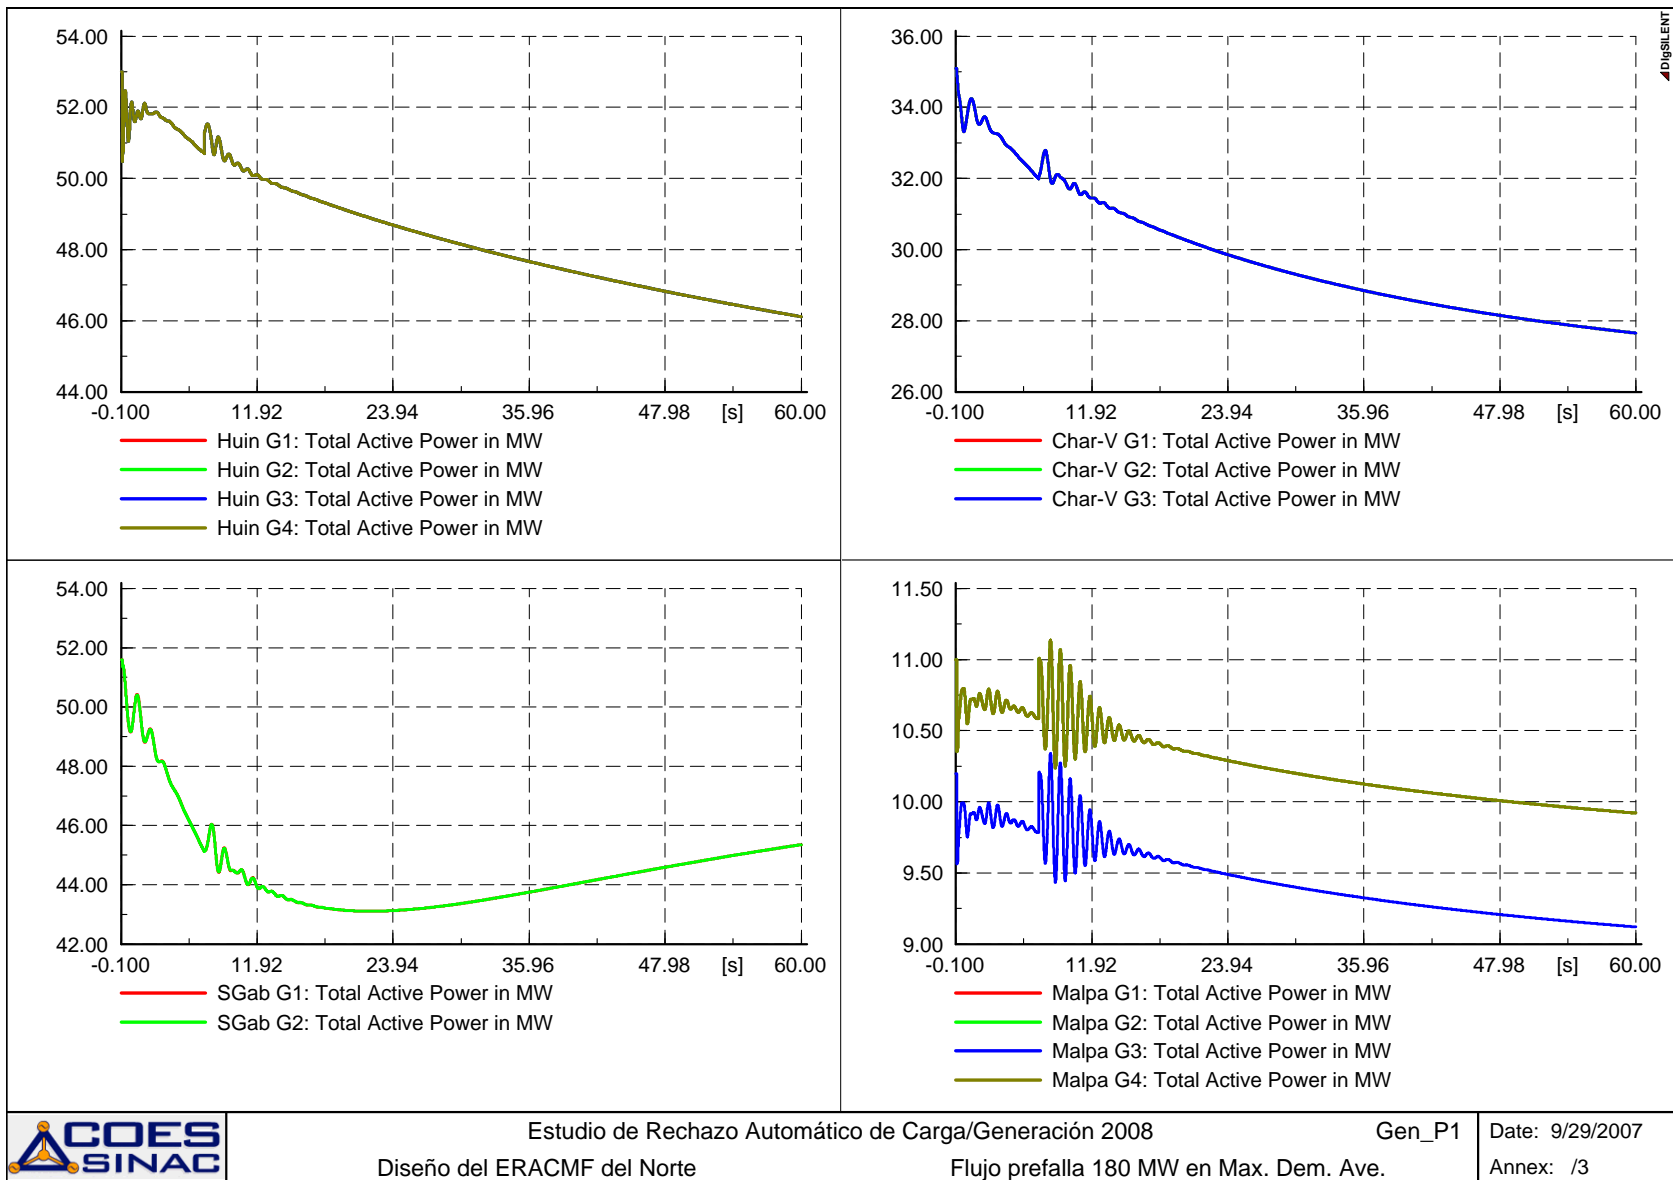 DIgSILENT
54.00
52.00
50.00
48.00
46.00
44.00
-0.100 11.92 23.94 35.96 47.98 [s] 60.00
Huin G1: Total Active Power in MW
Huin G2: Total Active Power in MW
Huin G3: Total Active Power in MW
Huin G4: Total Active Power in MW
36.00
34.00
32.00
30.00
28.00
26.00
-0.100 11.92 23.94 35.96 47.98 [s] 60.00
Char-V G1: Total Active Power in MW
Char-V G2: Total Active Power in MW
Char-V G3: Total Active Power in MW
54.00
52.00
50.00
48.00
46.00
44.00
42.00
-0.100 11.92 23.94 35.96 47.98 [s] 60.00
SGab G1: Total Active Power in MW
SGab G2: Total Active Power in MW
11.50
11.00
10.50
10.00
9.50
9.00
-0.100 11.92 23.94 35.96 47.98 [s] 60.00
Malpa G1: Total Active Power in MW
Malpa G2: Total Active Power in MW
Malpa G3: Total Active Power in MW
Malpa G4: Total Active Power in MW
COES
SINAC
Estudio de Rechazo Automático de Carga/Generación 2008 Gen_P1
Diseño del ERACMF del Norte Flujo prefalla 180 MW en Max. Dem. Ave.
Date: 9/29/2007
Annex: /3